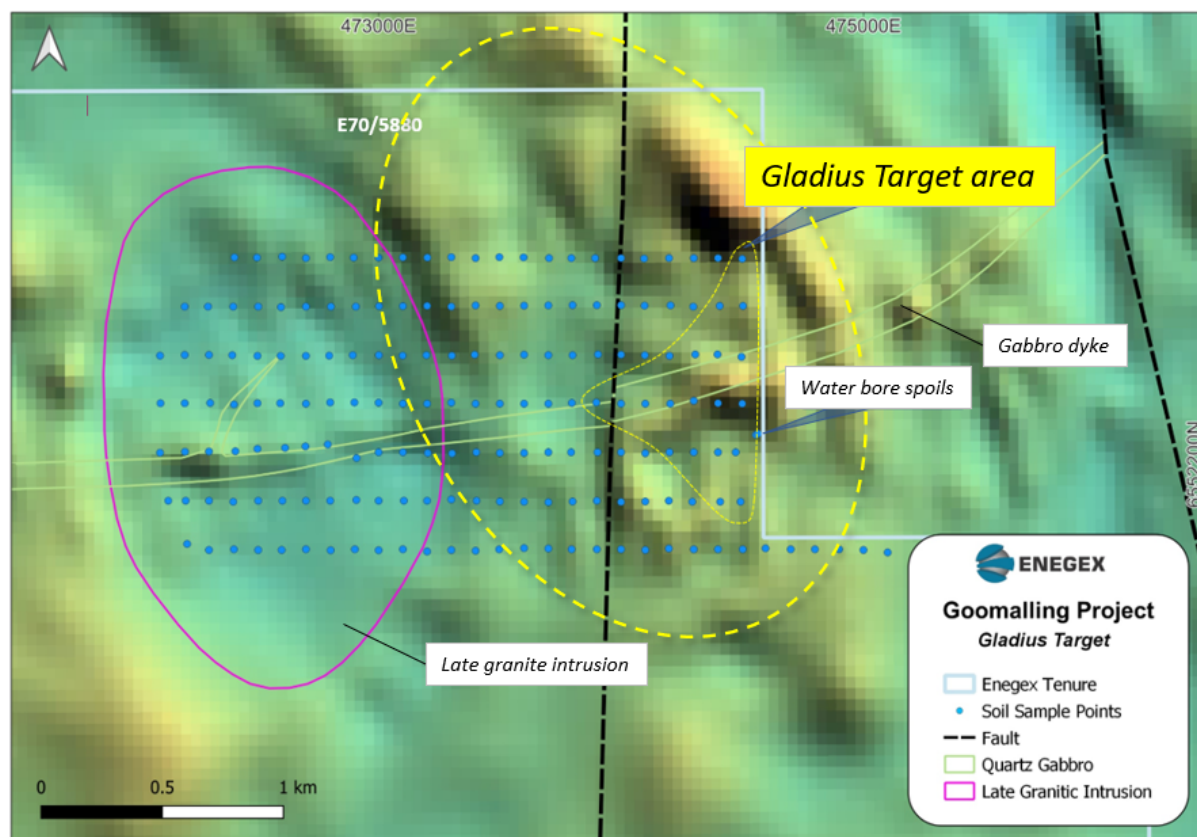 473000E
475000E
E70/5880
Gladius Target area
Gabbro dyke
Water bore spoils
Late granite intrusion
0
0.5
1 km
ENEGEX
Goomalling Project
Gladius Target
Enegex Tenure
Soil Sample Points
Fault
Quartz Gabbro
Late Granitic Intrusion